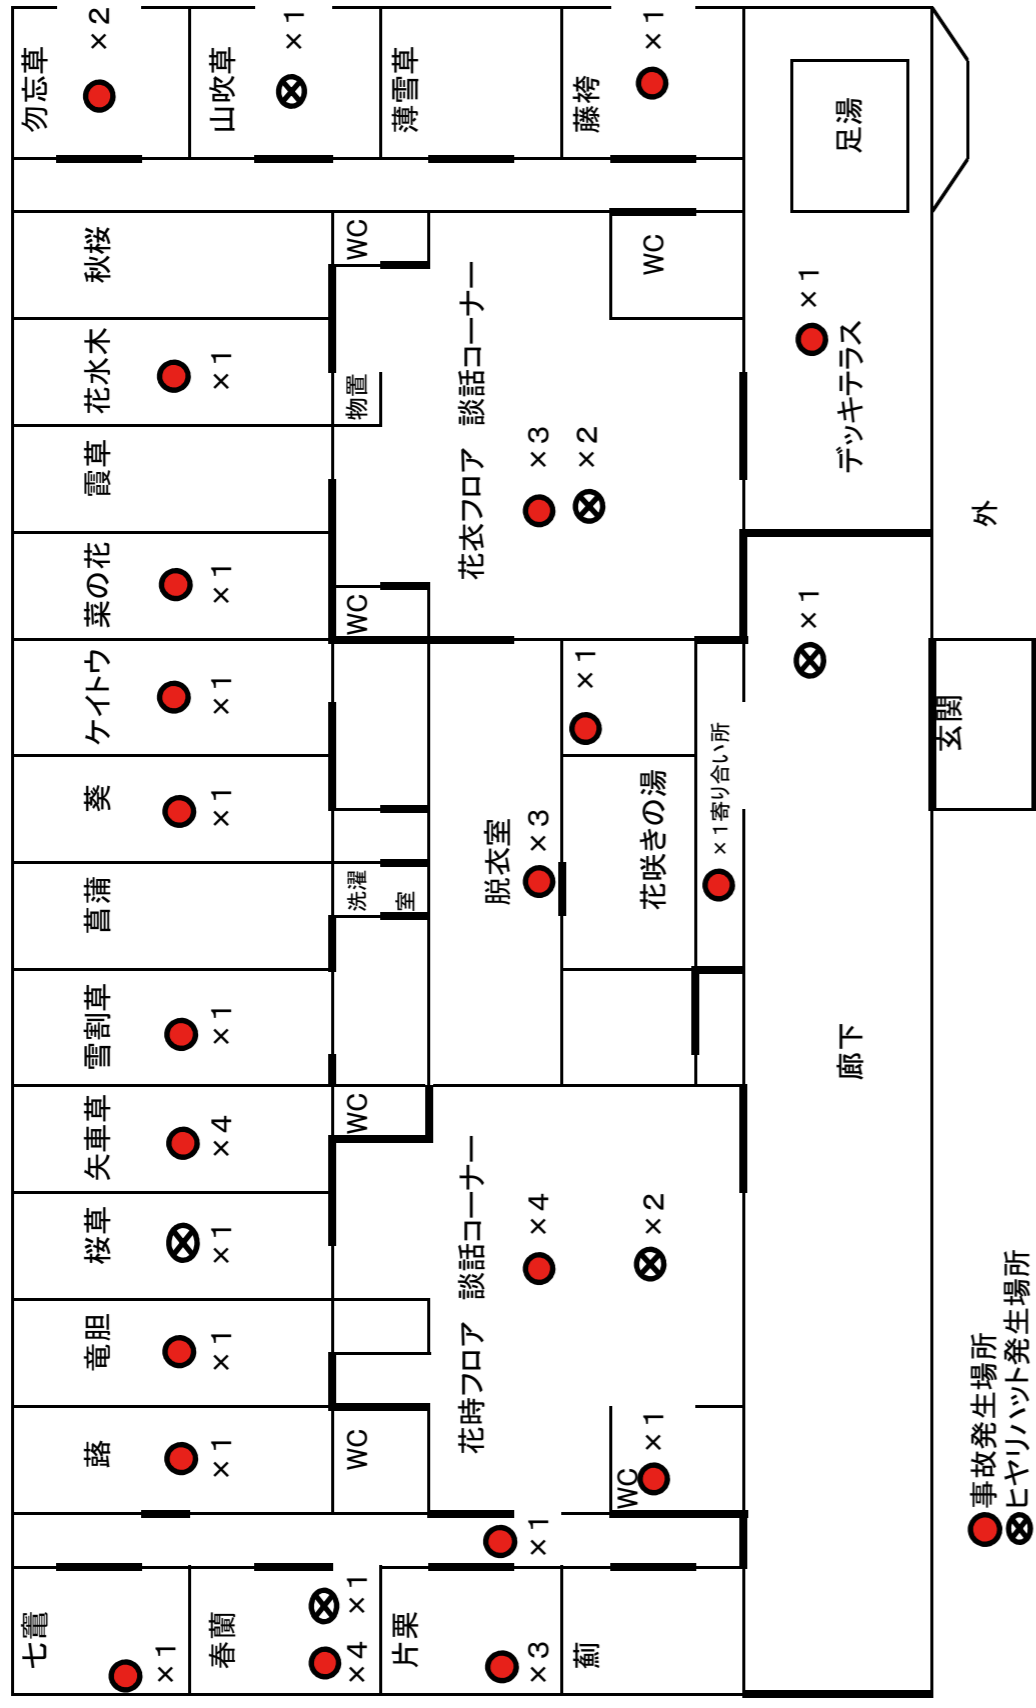 七竈
×1
蕗
×1
竜胆
×1
桜草
×1
矢車草
×4
雪割草
×1
菖蒲
葵
×1
ケイトウ
×1
菜の花
×1
霞草
花水木
×1
秋桜
勿忘草
×2
春蘭
×4
×1
山吹草
×1
片栗
×3
×1
薊
WC
WC
洗濯
室
WC
物置
WC
薄雪草
藤袴
×1
花時フロア 談話コーナー
×4
×2
WC
×1
脱衣室
×3
花咲きの湯
×1
×1寄り合い所
花衣フロア 談話コーナー
×3
×2
WC
廊下
×1
デッキテラス
×1
足湯
玄関
外
事故発生場所
ヒヤリハット発生場所